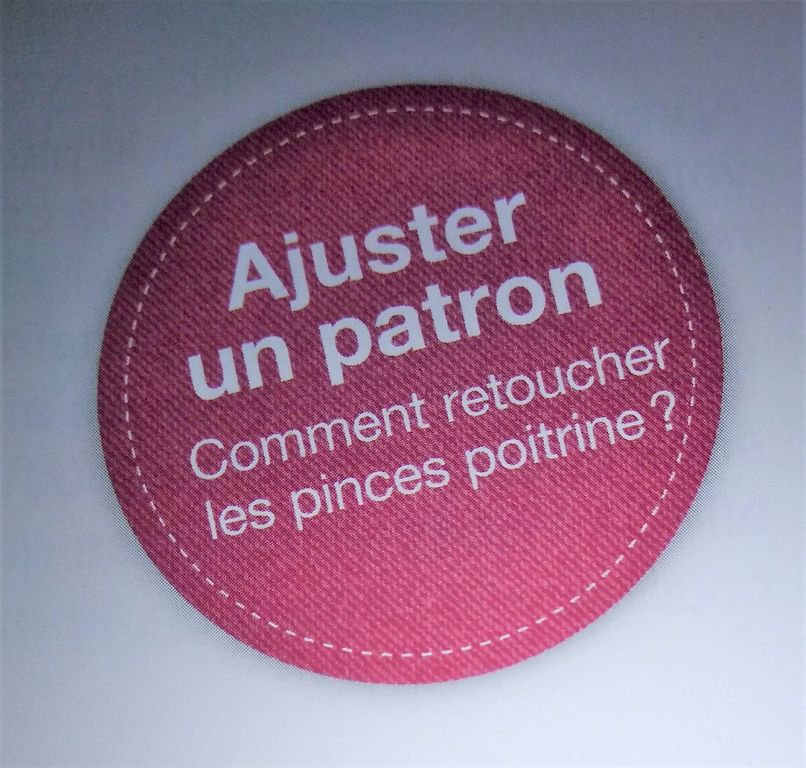 Ajuster
un patron
Comment retoucher
les pinces poitrine ?